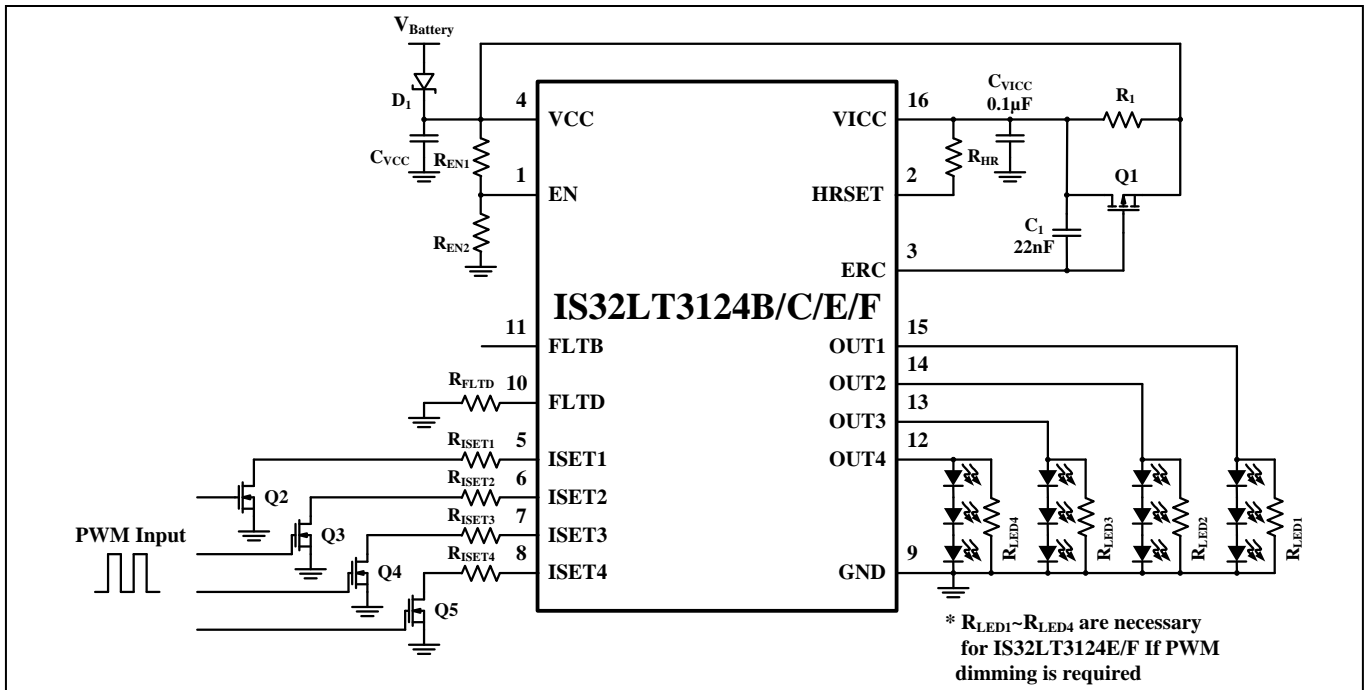 VBattery
D1
CVCC
REN1
REN2
4
VCC
1
EN
11
FLTB
RFLTD
10
FLTD
RISET1
5
ISET1
RISET2
6
ISET2
RISET3
7
ISET3
RISET4
8
ISET4
Q2
Q3
Q4
Q5
PWM Input
IS32LT3124B/C/E/F
VICC
16
HRSET
2
ERC
3
OUT1
15
OUT2
14
OUT3
13
OUT4
12
GND
9
CVICC
0.1µF
RHR
R1
Q1
C1
22nF
RLED4
RLED3
RLED2
RLED1
* RLED1~RLED4 are necessary
for IS32LT3124E/F If PWM
dimming is required